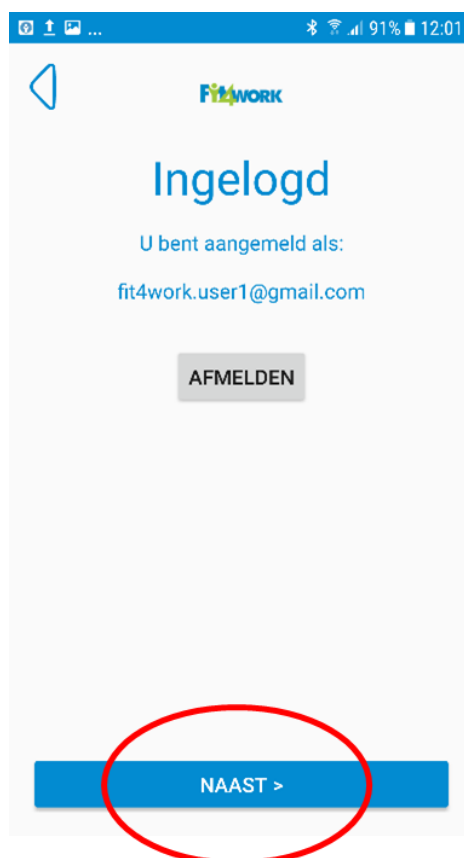 ... 91% 12:01
Fit4work
Ingelogd
U bent aangemeld als:
fit4work.user1@gmail.com
AFMELDEN
NAAST >